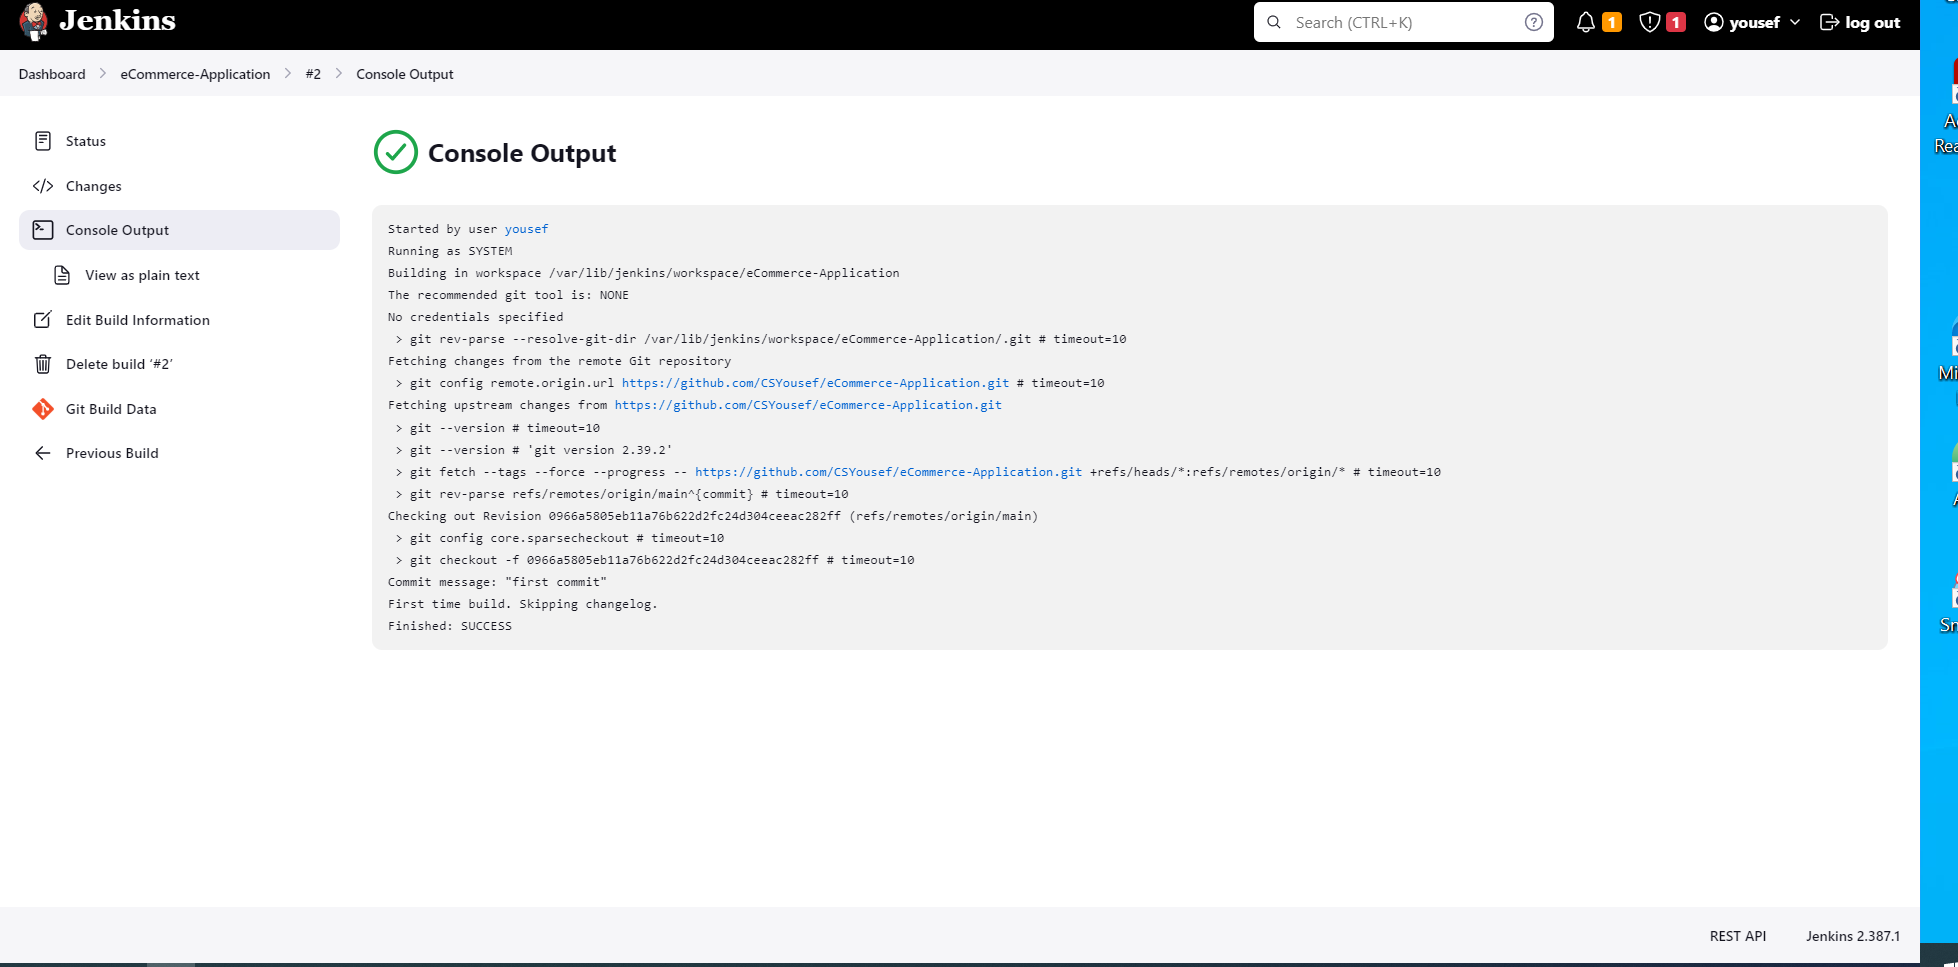 Jenkins
Search (CTRL+K)
1
1
yousef
log out
Dashboard
eCommerce-Application
#2
Console Output
Status
Changes
Console Output
View as plain text
Edit Build Information
Delete build ‘#2’
Git Build Data
Previous Build
Console Output
Started by user yousef
Running as SYSTEM
Building in workspace /var/lib/jenkins/workspace/eCommerce-Application
The recommended git tool is: NONE
No credentials specified
> git rev-parse --resolve-git-dir /var/lib/jenkins/workspace/eCommerce-Application/.git # timeout=10
Fetching changes from the remote Git repository
> git config remote.origin.url https://github.com/CSYousef/eCommerce-Application.git # timeout=10
Fetching upstream changes from https://github.com/CSYousef/eCommerce-Application.git
> git --version # timeout=10
> git --version # 'git version 2.39.2'
> git fetch --tags --force --progress -- https://github.com/CSYousef/eCommerce-Application.git +refs/heads/*:refs/remotes/origin/* # timeout=10
> git rev-parse refs/remotes/origin/main^{commit} # timeout=10
Checking out Revision 0966a5805eb11a76b622d2fc24d304ceeac282ff (refs/remotes/origin/main)
> git config core.sparsecheckout # timeout=10
> git checkout -f 0966a5805eb11a76b622d2fc24d304ceeac282ff # timeout=10
Commit message: "first commit"
First time build. Skipping changelog.
Finished: SUCCESS
REST API
Jenkins 2.387.1